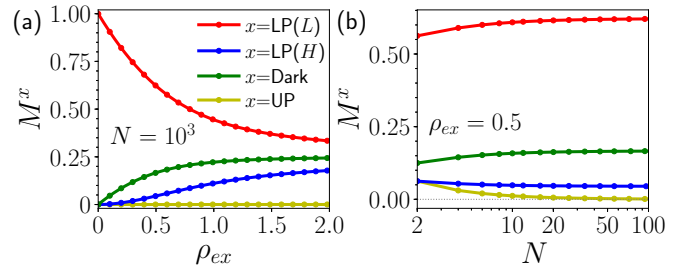 (a)
1.00
0.75
0.50
0.25
0
M^x
x=LP(L)
x=LP(H)
x=Dark
x=UP
N = 10^3
0 0.5 1.0 1.5 2.0
ρ_ex
(b)
0.50
0.25
0.00
M^x
ρ_ex = 0.5
2 10 20 50 100
N